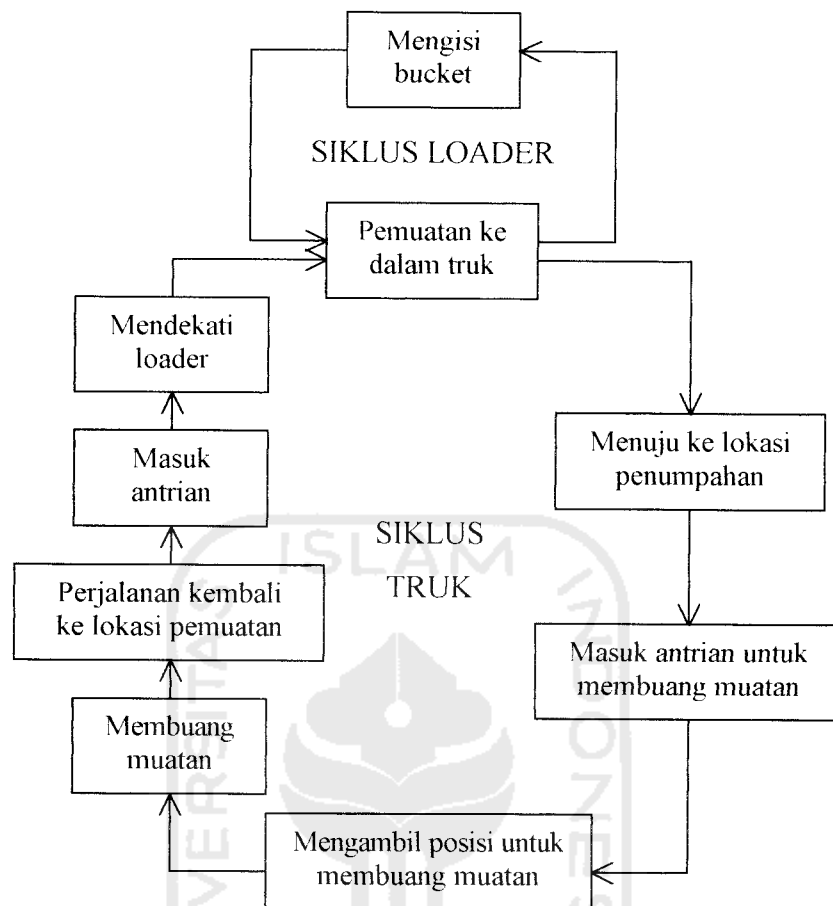 Mengisi
bucket
SIKLUS LOADER
Pemuatan ke
dalam truk
Mendekati
loader
Menuju ke lokasi
penumpahan
Masuk
antrian
SIKLUS
TRUK
Perjalanan kembali
ke lokasi pemuatan
Masuk antrian untuk
membuang muatan
Membuang
muatan
Mengambil posisi untuk
membuang muatan
ISLAM